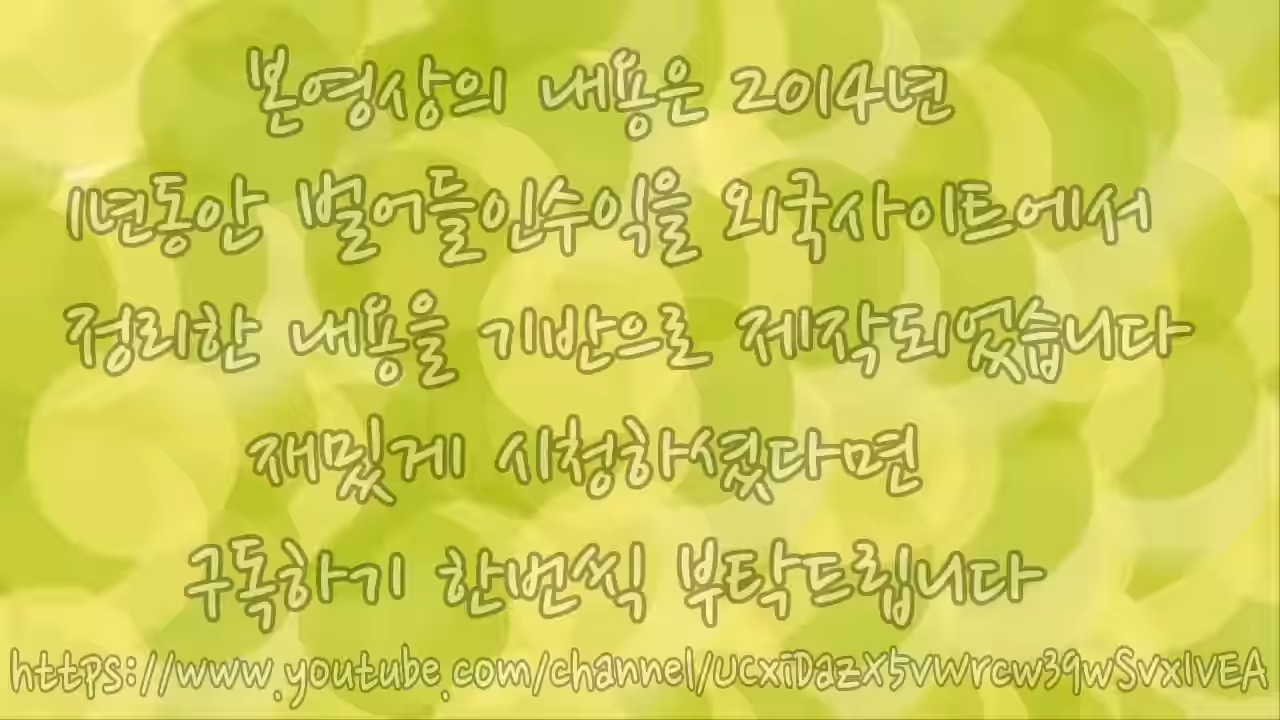 본영상의 내용은 2014년
1년동안 벌어들인수익을 외국사이트에서
정리한 내용을 기반으로 제작되었습니다
재밌게 시청하셨다면
구독하기 한번씩 부탁드립니다
https://www.youtube.com/channel/UCxiDazX5vWrcw39wSvxIVEA